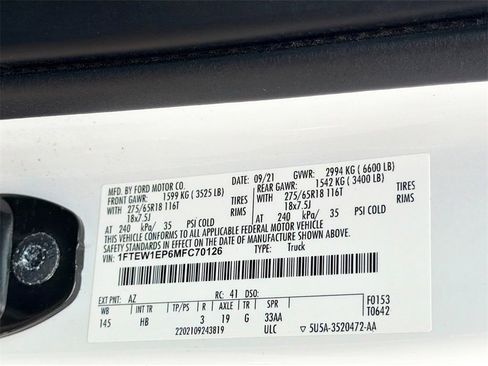 MFD. BY FORD MOTOR CO.
DATE: 09/21 GVWR: 2994 KG ( 6600 LB)
FRONT GAWR: 1599 KG ( 3525 LB) REAR GAWR: 1542 KG ( 3400 LB)
WITH 275/65R18 116T TIRES WITH 275/65R18 116T TIRES
18x7.5J RIMS 18x7.5J RIMS
AT 240 kPa/ 35 PSI COLD AT 240 kPa/ 35 PSI COLD
THIS VEHICLE CONFORMS TO ALL APPLICABLE FEDERAL MOTOR VEHICLE
SAFETY STANDARDS IN EFFECT ON THE DATE OF MANUFACTURE SHOWN ABOVE.
VIN: 1FTEW1EP6MFC70126 TYPE: Truck
EXT PNT: AZ RC: 41 DSO: F0153
WB INT TR TP/PS R AXLE TR SPR T0642
145 HB 3 19 G 33AA
2202109243819 ULC 5U5A-3520472-AA